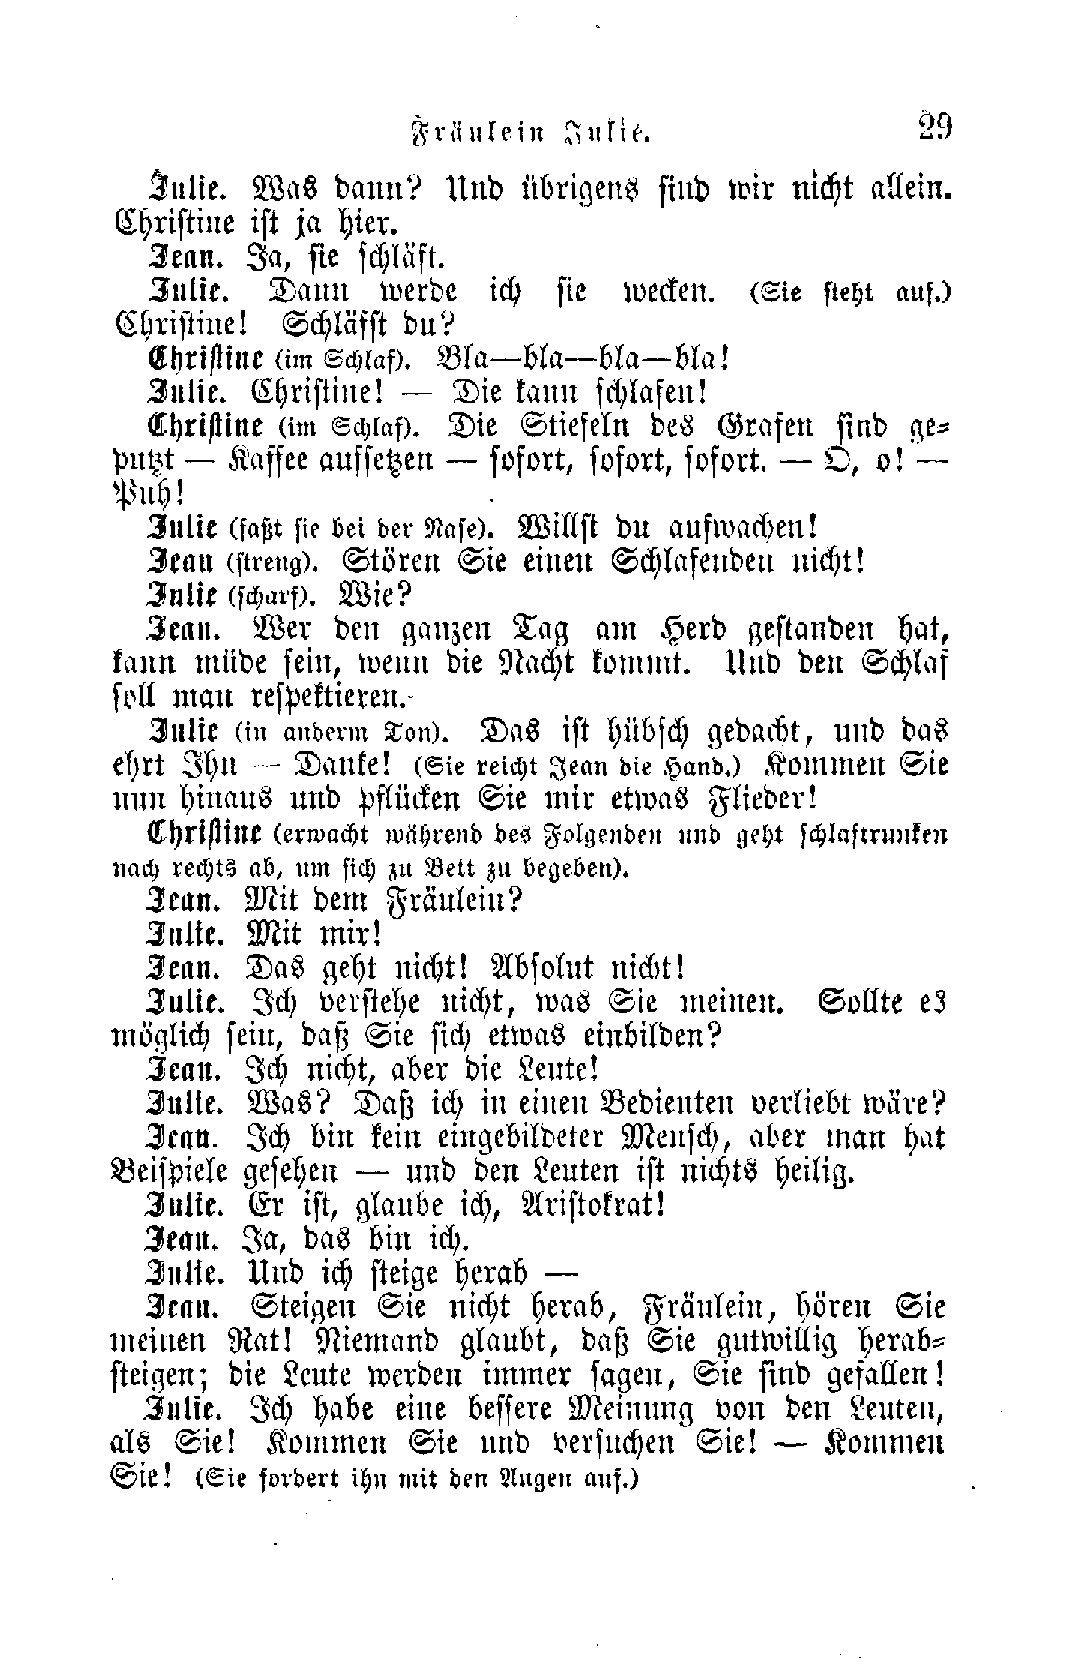 Fräulein Julie. 29
Julie. Was dann? Und übrigens sind wir nicht allein.
Christine ist ja hier.
Jean. Ja, sie schläft.
Julie. Dann werde ich sie wecken. (Sie steht auf.)
Christine! Schläfst du?
Christine (im Schlaf). Bla—bla—bla—bla!
Julie. Christine! — Die kann schlafen!
Christine (im Schlaf). Die Stiefeln des Grafen sind ge-
putzt — Kaffee aufsetzen — sofort, sofort, sofort. — O, o! —
Puh!
Julie (faßt sie bei der Nase). Willst du aufwachen!
Jean (streng). Stören Sie einen Schlafenden nicht!
Julie (scharf). Wie?
Jean. Wer den ganzen Tag am Herd gestanden hat,
kann müde sein, wenn die Nacht kommt. Und den Schlaf
soll man respektieren.
Julie (in anderm Ton). Das ist hübsch gedacht, und das
ehrt Ihn — Danke! (Sie reicht Jean die Hand.) Kommen Sie
nun hinaus und pflücken Sie mir etwas Flieder!
Christine (erwacht während des Folgenden und geht schlaftrunken
nach rechts ab, um sich zu Bett zu begeben).
Jean. Mit dem Fräulein?
Julie. Mit mir!
Jean. Das geht nicht! Absolut nicht!
Julie. Ich verstehe nicht, was Sie meinen. Sollte es
möglich sein, daß Sie sich etwas einbilden?
Jean. Ich nicht, aber die Leute!
Julie. Was? Daß ich in einen Bedienten verliebt wäre?
Jean. Ich bin kein eingebildeter Mensch, aber man hat
Beispiele gesehen — und den Leuten ist nichts heilig.
Julie. Er ist, glaube ich, Aristokrat!
Jean. Ja, das bin ich.
Julie. Und ich steige herab —
Jean. Steigen Sie nicht herab, Fräulein, hören Sie
meinen Rat! Niemand glaubt, daß Sie gutwillig herab-
steigen; die Leute werden immer sagen, Sie sind gefallen!
Julie. Ich habe eine bessere Meinung von den Leuten,
als Sie! Kommen Sie und versuchen Sie! — Kommen
Sie! (Sie fordert ihn mit den Augen auf.)